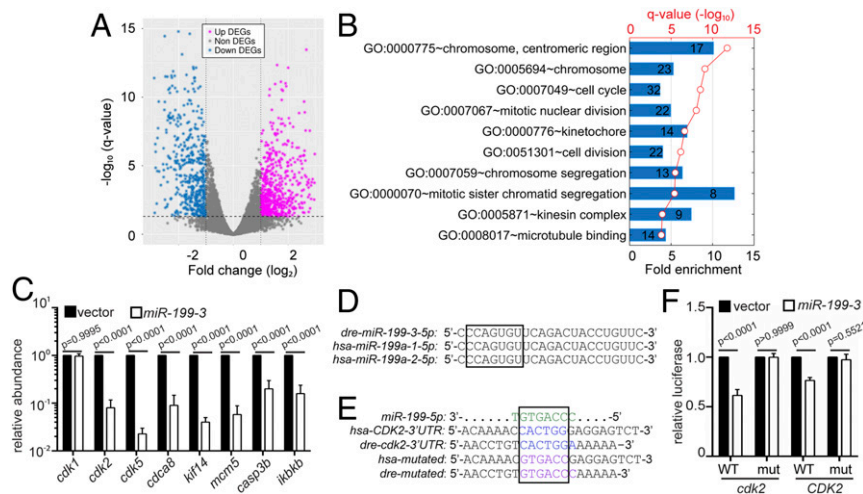 A
Up DEGs
Non DEGs
Down DEGs
15
10
5
0
-log₁₀ (q-value)
-2
0
2
Fold change (log₂)
B
q-value (-log₁₀)
0
5
10
15
GO:0000775~chromosome, centromeric region
17
GO:0005694~chromosome
23
GO:0007049~cell cycle
32
GO:0007067~mitotic nuclear division
22
GO:0000776~kinetochore
14
GO:0051301~cell division
22
GO:0007059~chromosome segregation
13
GO:0000070~mitotic sister chromatid segregation
8
GO:0005871~kinesin complex
9
GO:0008017~microtubule binding
14
0
5
10
15
Fold enrichment
C
vector
miR-199-3
p=0.9995
p<0.0001
p<0.0001
p<0.0001
p<0.0001
p<0.0001
p<0.0001
p<0.0001
10¹
10⁰
10⁻¹
10⁻²
relative abundance
cdk1
cdk2
cdk5
cdca8
kif14
mcm5
casp3b
ikbkb
D
dre-miR-199-3-5p: 5'-CCCAGUGUUCAGACUACCUGUUC-3'
hsa-miR-199a-1-5p: 5'-CCCAGUGUUCAGACUACCUGUUC-3'
hsa-miR-199a-2-5p: 5'-CCCAGUGUUCAGACUACCUGUUC-3'
E
miR-199-5p: 3'-.......TGTGACCC.....-5'
hsa-CDK2-3'UTR: 5'-ACAAAACCACTGGGAGGAGTCT-3'
dre-cdk2-3'UTR: 5'-AACCTGTCACTGGAAAAAAA-3'
hsa-mutated: 5'-ACAAAACGTGACCGAGGAGTCT-3'
dre-mutated: 5'-AACCTGTGTGACCCAAAAAA-3'
F
vector
miR-199-3
p<0.0001
p>0.9999
p<0.0001
p=0.552
1.5
1.0
0.5
0
relative luciferase
WT
mut
WT
mut
cdk2
CDK2